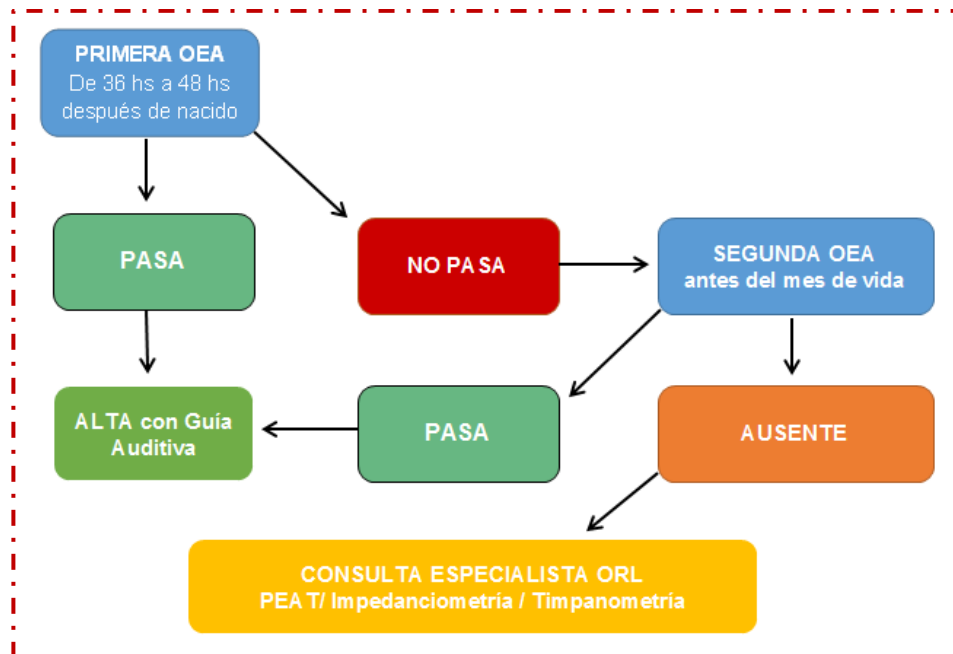 PRIMERA OEA
De 36 hs a 48 hs
después de nacido
PASA
NO PASA
SEGUNDA OEA
antes del mes de vida
ALTA con Guía
Auditiva
PASA
AUSENTE
CONSULTA ESPECIALISTA ORL
PEAT/ Impedanciometría / Timpanometría